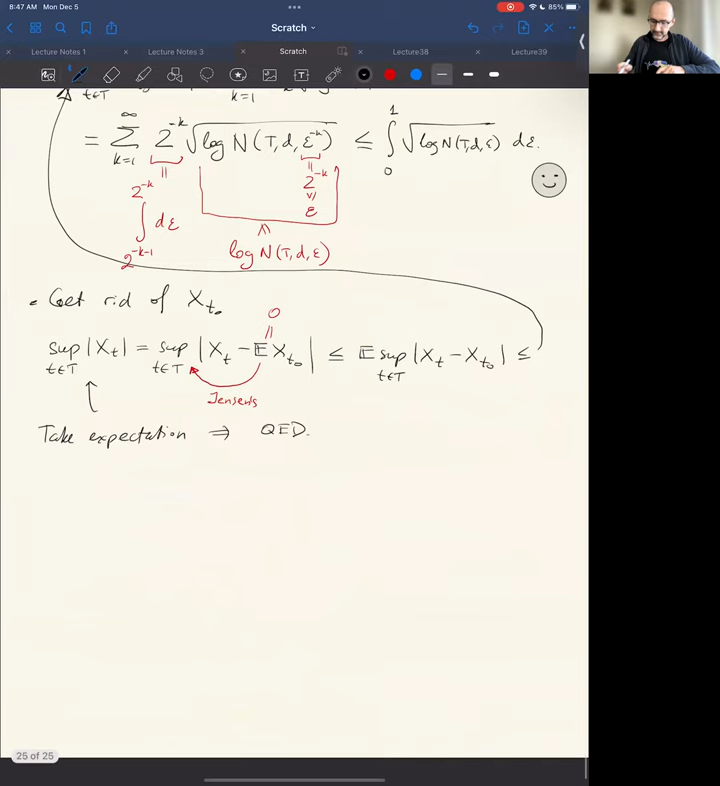 8:47 AM Mon Dec 5
85%
Scratch
Lecture Notes 1
Lecture Notes 3
Scratch
Lecture38
Lecture39
t∈T k=1
= ∑_{k=1}^{∞} 2^{-k} √(log N(T,d,ε^{-k})) ≤ ∫_0^1 √(log N(T,d,ε)) dε.
|| ||
2^{-k} 2^{-k}
∫ dε ε
2^{-k-1} log N(T,d,ε)
Get rid of X_{t₀}
0
||
sup_{t∈T} |X_t| = sup_{t∈T} |X_t - 𝔼 X_{t₀}| ≤ 𝔼 sup_{t∈T} |X_t - X_{t₀}| ≤
Jensen's
Take expectation ⇒ QED.
25 of 25